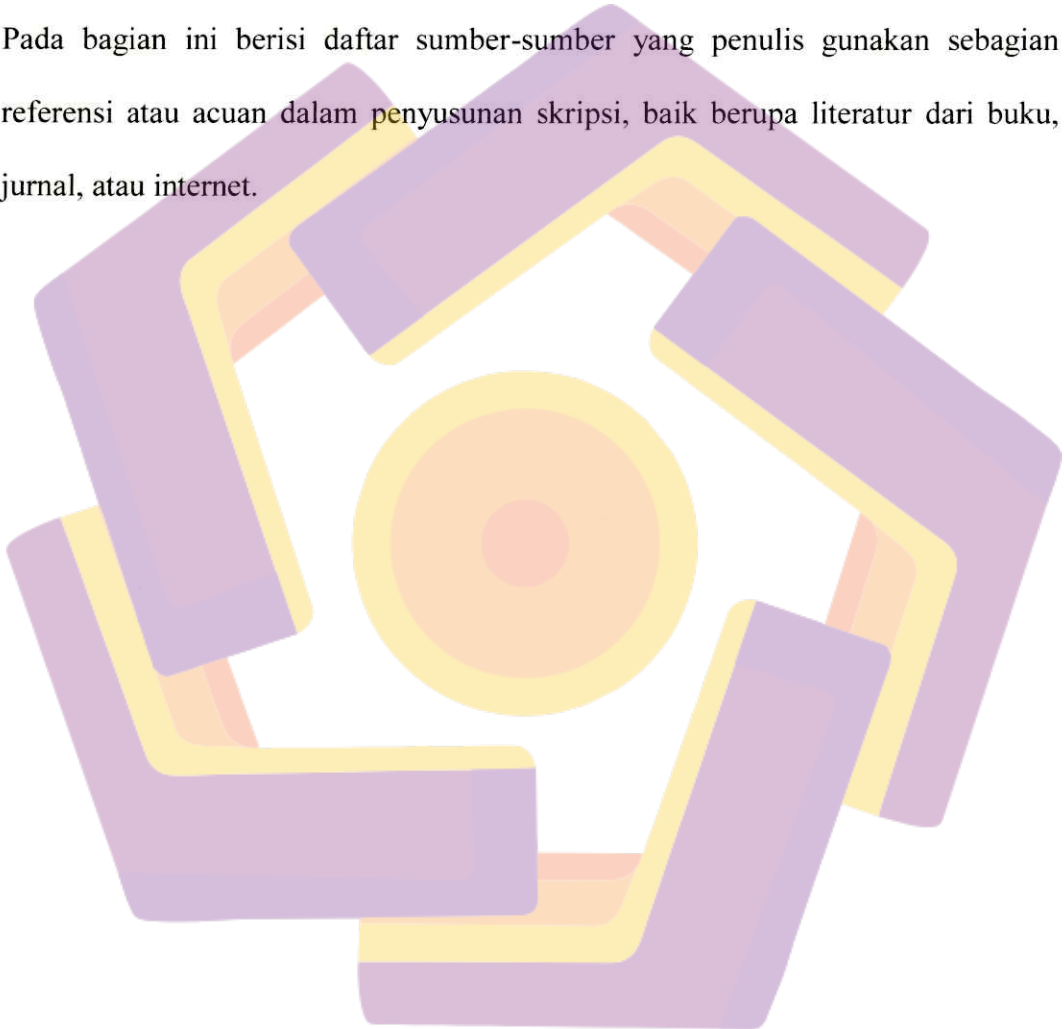 Pada bagian ini berisi daftar sumber-sumber yang penulis gunakan sebagian
referensi atau acuan dalam penyusunan skripsi, baik berupa literatur dari buku,
jurnal, atau internet.